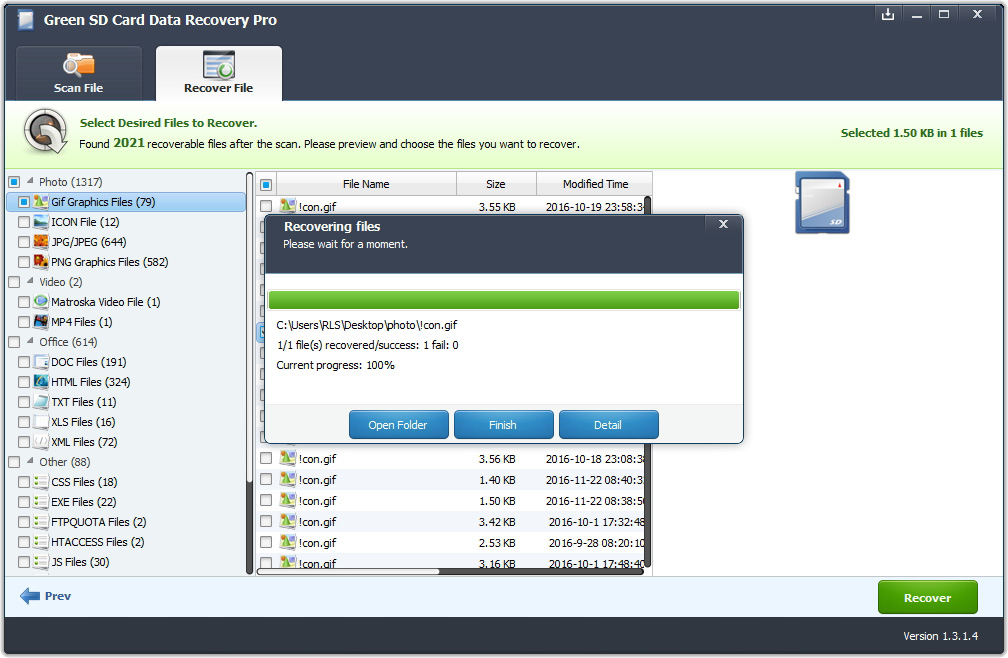 Green SD Card Data Recovery Pro
Scan File
Recover File
Select Desired Files to Recover.
Found 2021 recoverable files after the scan. Please preview and choose the files you want to recover.
Selected 1.50 KB in 1 files
Photo (1317)
Gif Graphics Files (79)
ICON File (12)
JPG/JPEG (644)
PNG Graphics Files (582)
Video (2)
Matroska Video File (1)
MP4 Files (1)
Office (614)
DOC Files (191)
HTML Files (324)
TXT Files (11)
XLS Files (16)
XML Files (72)
Other (88)
CSS Files (18)
EXE Files (22)
FTPQUOTA Files (2)
HTACCESS Files (2)
JS Files (30)
File Name Size Modified Time
!con.gif 3.55 KB 2016-10-19 23:58:3
Recovering files
Please wait for a moment.
C:\Users\RLS\Desktop\photo\!con.gif
1/1 file(s) recovered/success: 1 fail: 0
Current progress: 100%
Open Folder Finish Detail
!con.gif 3.56 KB 2016-10-18 23:08:3
!con.gif 1.40 KB 2016-11-22 08:40:3
!con.gif 1.50 KB 2016-11-22 08:38:5
!con.gif 3.42 KB 2016-10-1 17:32:48
!con.gif 2.53 KB 2016-9-28 08:20:10
!con.gif 3.16 KB 2016-10-1 17:48:40
SD
Prev
Recover
Version 1.3.1.4